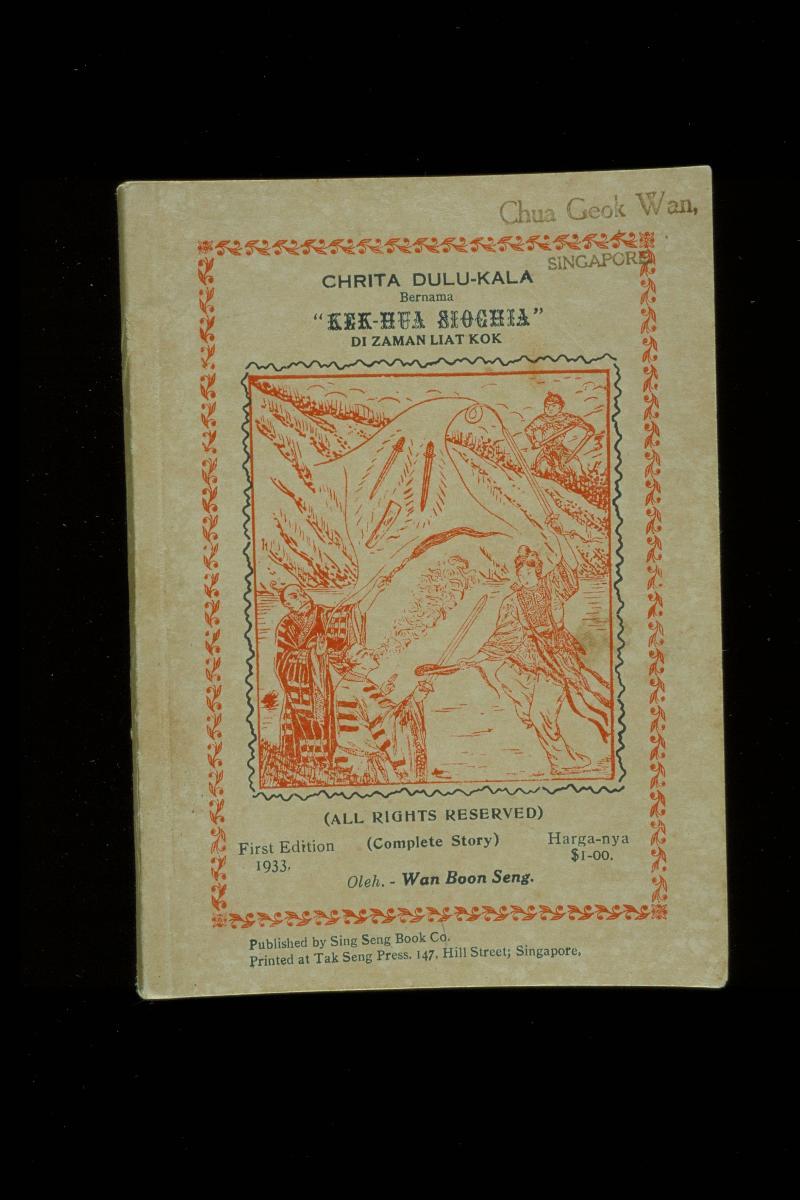 Chua Geok Wan,
SINGAPORE
CHRITA DULU-KALA
Bernama
"KEK-HUA SIOCHIA"
DI ZAMAN LIAT KOK
(ALL RIGHTS RESERVED)
First Edition (Complete Story) Harga-nya
1933. $1-00.
Oleh. - Wan Boon Seng.
Published by Sing Seng Book Co.
Printed at Tak Seng Press. 147, Hill Street; Singapore,